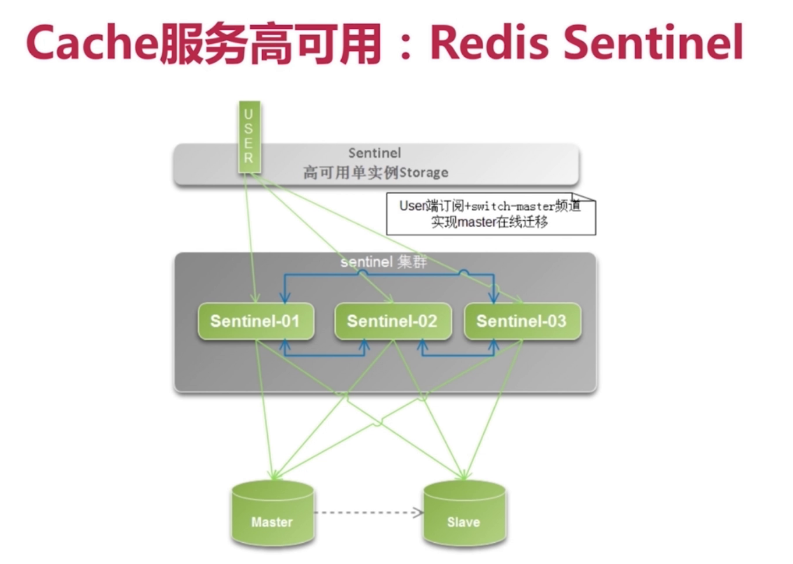 Cache服务高可用：Redis Sentinel
USER
Sentinel
高可用单实例Storage
User端订阅+switch-master频道
实现master在线迁移
sentinel 集群
Sentinel-01
Sentinel-02
Sentinel-03
Master
Slave